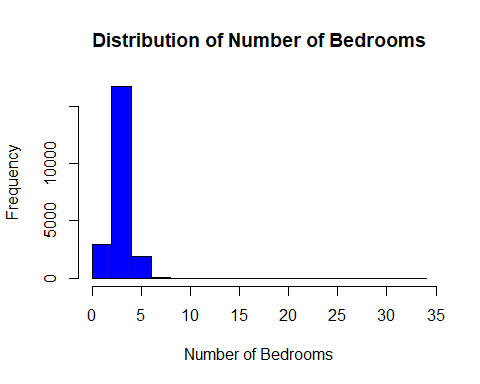 Distribution of Number of Bedrooms
Frequency
10000
5000
0
0 5 10 15 20 25 30 35
Number of Bedrooms